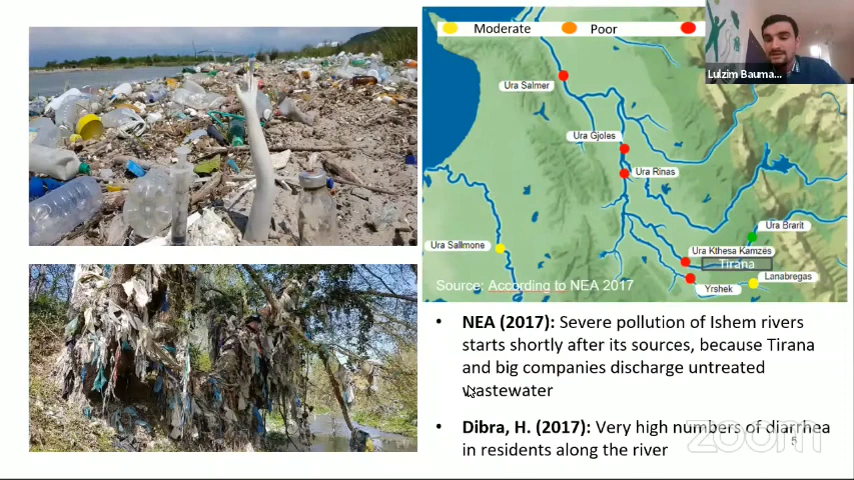 Moderate
Poor
Lulzim Bauma...
Ura Salmer
Ura Gjoles
Ura Rinas
Ura Brarit
Ura Sallmone
Ura Kthesa Kamzës
Tirana
Lanabregas
Yrshek
Source: According to NEA 2017
• NEA (2017): Severe pollution of Ishem rivers
starts shortly after its sources, because Tirana
and big companies discharge untreated
wastewater
• Dibra, H. (2017): Very high numbers of diarrhea
in residents along the river
zoom
5